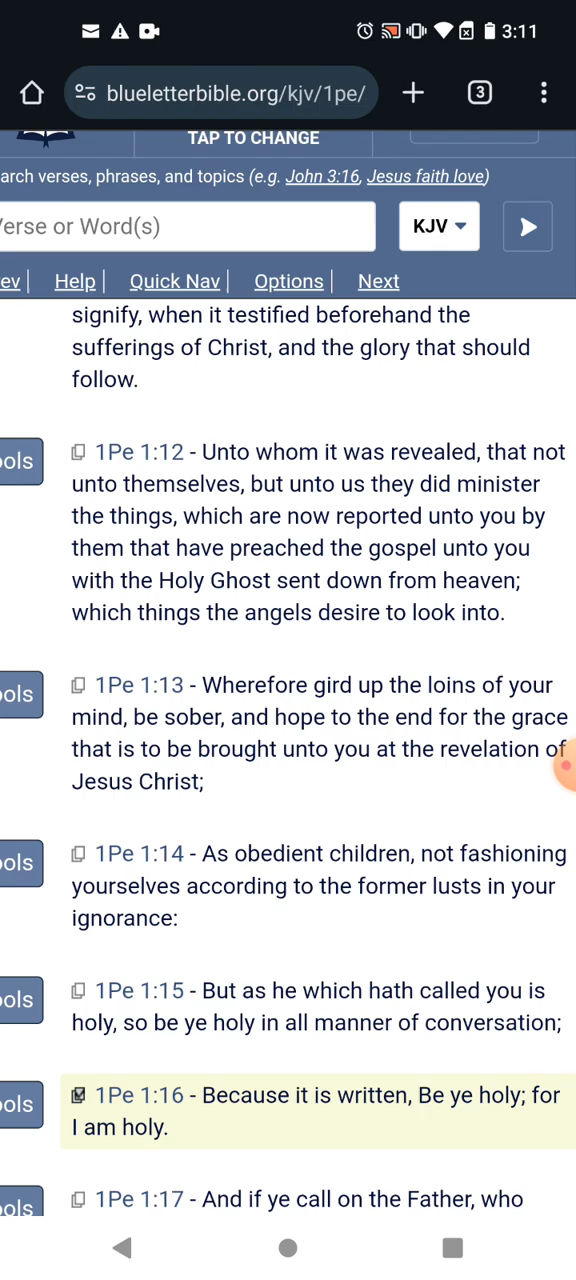 3:11
blueletterbible.org/kjv/1pe/
3
TAP TO CHANGE
arch verses, phrases, and topics (e.g. John 3:16, Jesus faith love)
Verse or Word(s)
KJV
ev | Help | Quick Nav | Options | Next
signify, when it testified beforehand the
sufferings of Christ, and the glory that should
follow.
ools
1Pe 1:12 - Unto whom it was revealed, that not
unto themselves, but unto us they did minister
the things, which are now reported unto you by
them that have preached the gospel unto you
with the Holy Ghost sent down from heaven;
which things the angels desire to look into.
ools
1Pe 1:13 - Wherefore gird up the loins of your
mind, be sober, and hope to the end for the grace
that is to be brought unto you at the revelation of
Jesus Christ;
ools
1Pe 1:14 - As obedient children, not fashioning
yourselves according to the former lusts in your
ignorance:
ools
1Pe 1:15 - But as he which hath called you is
holy, so be ye holy in all manner of conversation;
ools
1Pe 1:16 - Because it is written, Be ye holy; for
I am holy.
ools
1Pe 1:17 - And if ye call on the Father, who